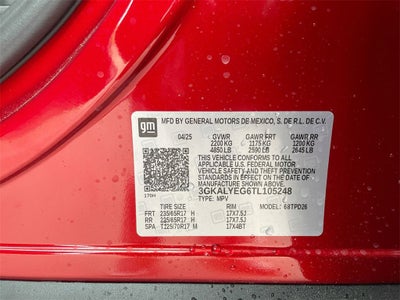 gm
MFD BY GENERAL MOTORS DE MEXICO, S. DE R.L. DE C.V.
04/25 GVWR GAWR FRT GAWR RR
2200 KG 1175 KG 1200 KG
4850 LB 2590 LB 2645 LB
THIS VEHICLE CONFORMS TO ALL
APPLICABLE U.S. FEDERAL MOTOR
VEHICLE SAFETY, BUMPER, AND THEFT
PREVENTION STANDARDS IN EFFECT ON
THE DATE OF MANUFACTURE SHOWN ABOVE.
3GKALYEG6TL105248
TYPE: MPV
TIRE SIZE RIM 68TPD26
FRT 235/65R17 H 17X7.5J
RR 235/65R17 H 17X7.5J
SPA T125/70R17 M 17X4BT